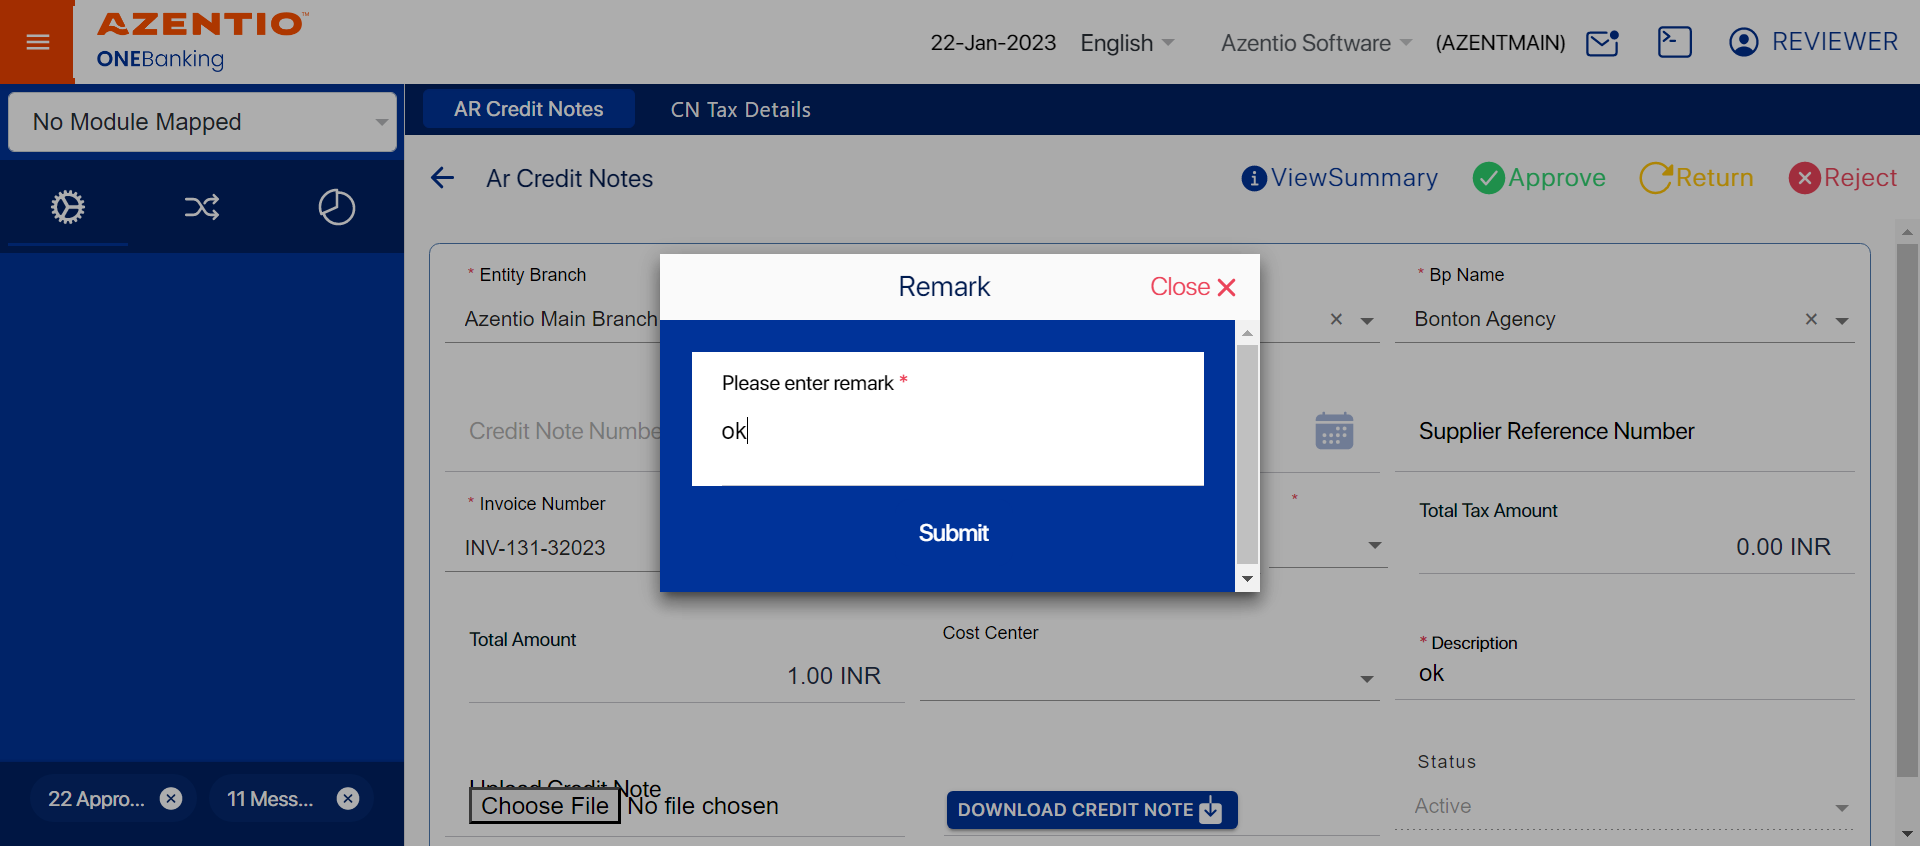 AZENTIO™
ONEBanking
22-Jan-2023 English Azentio Software (AZENTMAIN) REVIEWER
No Module Mapped
AR Credit Notes CN Tax Details
Ar Credit Notes ViewSummary Approve Return Reject
* Entity Branch
Azentio Main Branch
* Bp Name
Bonton Agency
Remark Close
Please enter remark *
ok
Submit
Credit Note Numbe
Supplier Reference Number
* Invoice Number
INV-131-32023
*
Total Tax Amount
0.00 INR
Total Amount
1.00 INR
Cost Center
* Description
ok
Upload Credit Note
Choose File No file chosen
DOWNLOAD CREDIT NOTE
Status
Active
22 Appro... 11 Mess...